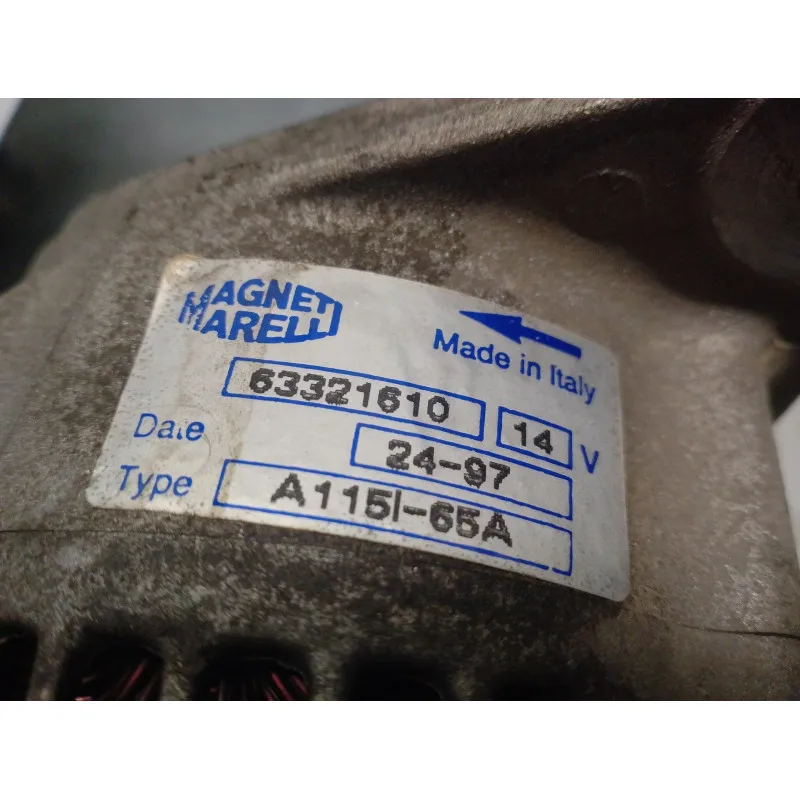 MAGNETI
MARELLI
Made in Italy
63321610
14 V
Date 24-97
Type A115I-65A